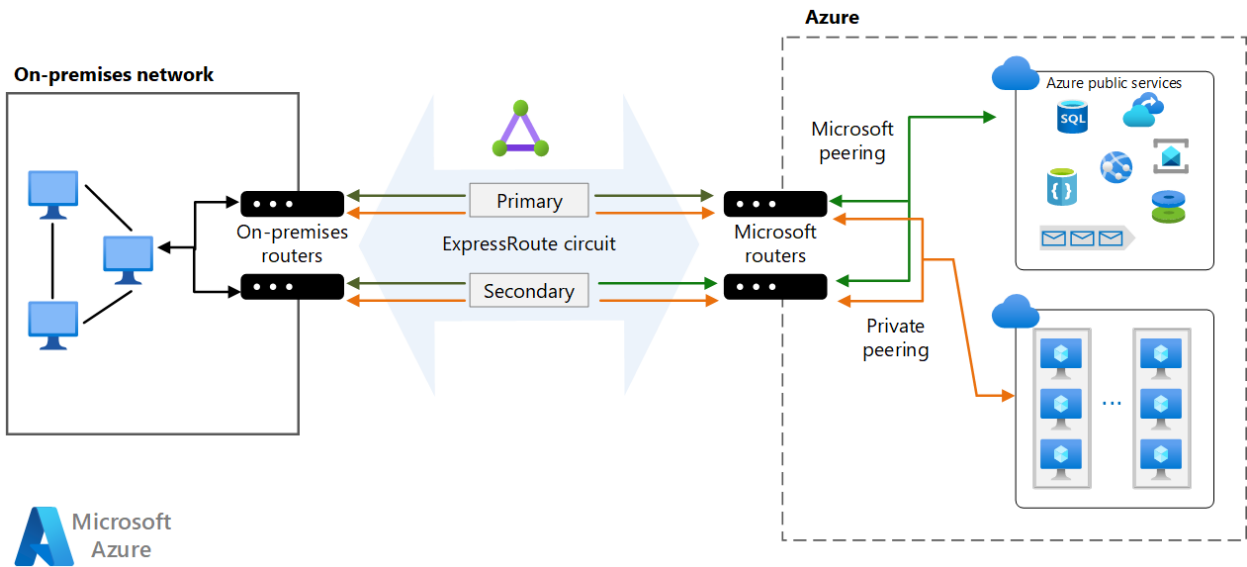 Azure
On-premises network
Azure public services
SQL
Microsoft
peering
Primary
On-premises
routers
ExpressRoute circuit
Microsoft
routers
Secondary
Private
peering
...
Microsoft
Azure